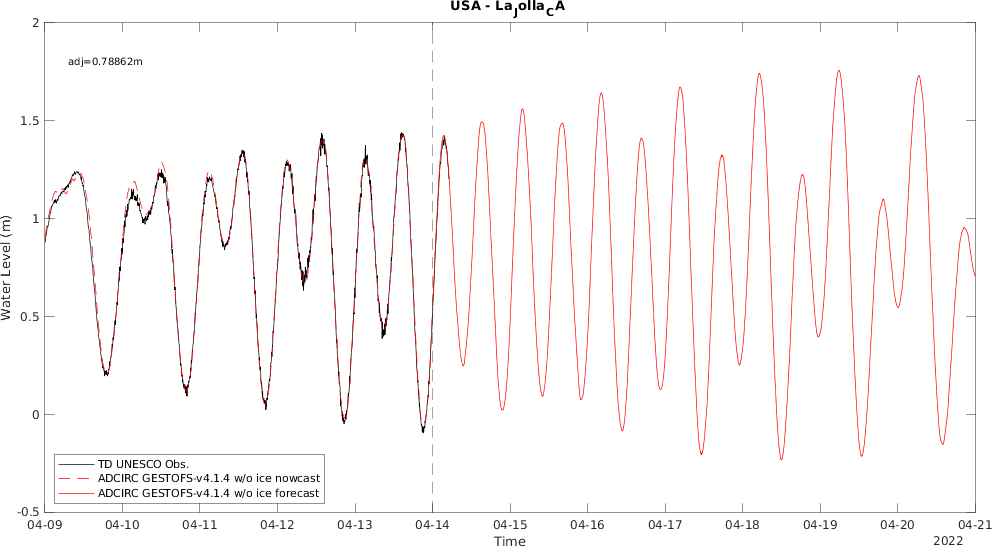 USA - LaJollaCA
adj=0.78862m
2
1.5
1
0.5
0
-0.5
Water Level (m)
TD UNESCO Obs.
ADCIRC GESTOFS-v4.1.4 w/o ice nowcast
ADCIRC GESTOFS-v4.1.4 w/o ice forecast
04-09 04-10 04-11 04-12 04-13 04-14 04-15 04-16 04-17 04-18 04-19 04-20 04-21
Time
2022